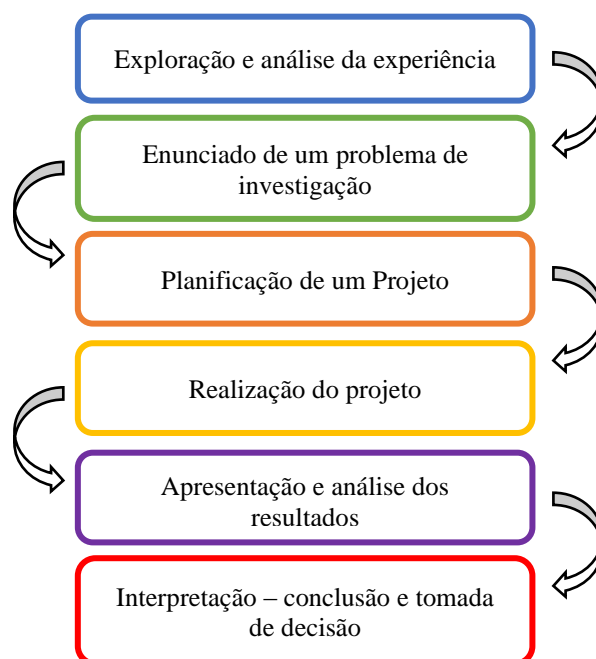 Exploração e análise da experiência
Enunciado de um problema de
investigação
Planificação de um Projeto
Realização do projeto
Apresentação e análise dos
resultados
Interpretação – conclusão e tomada
de decisão